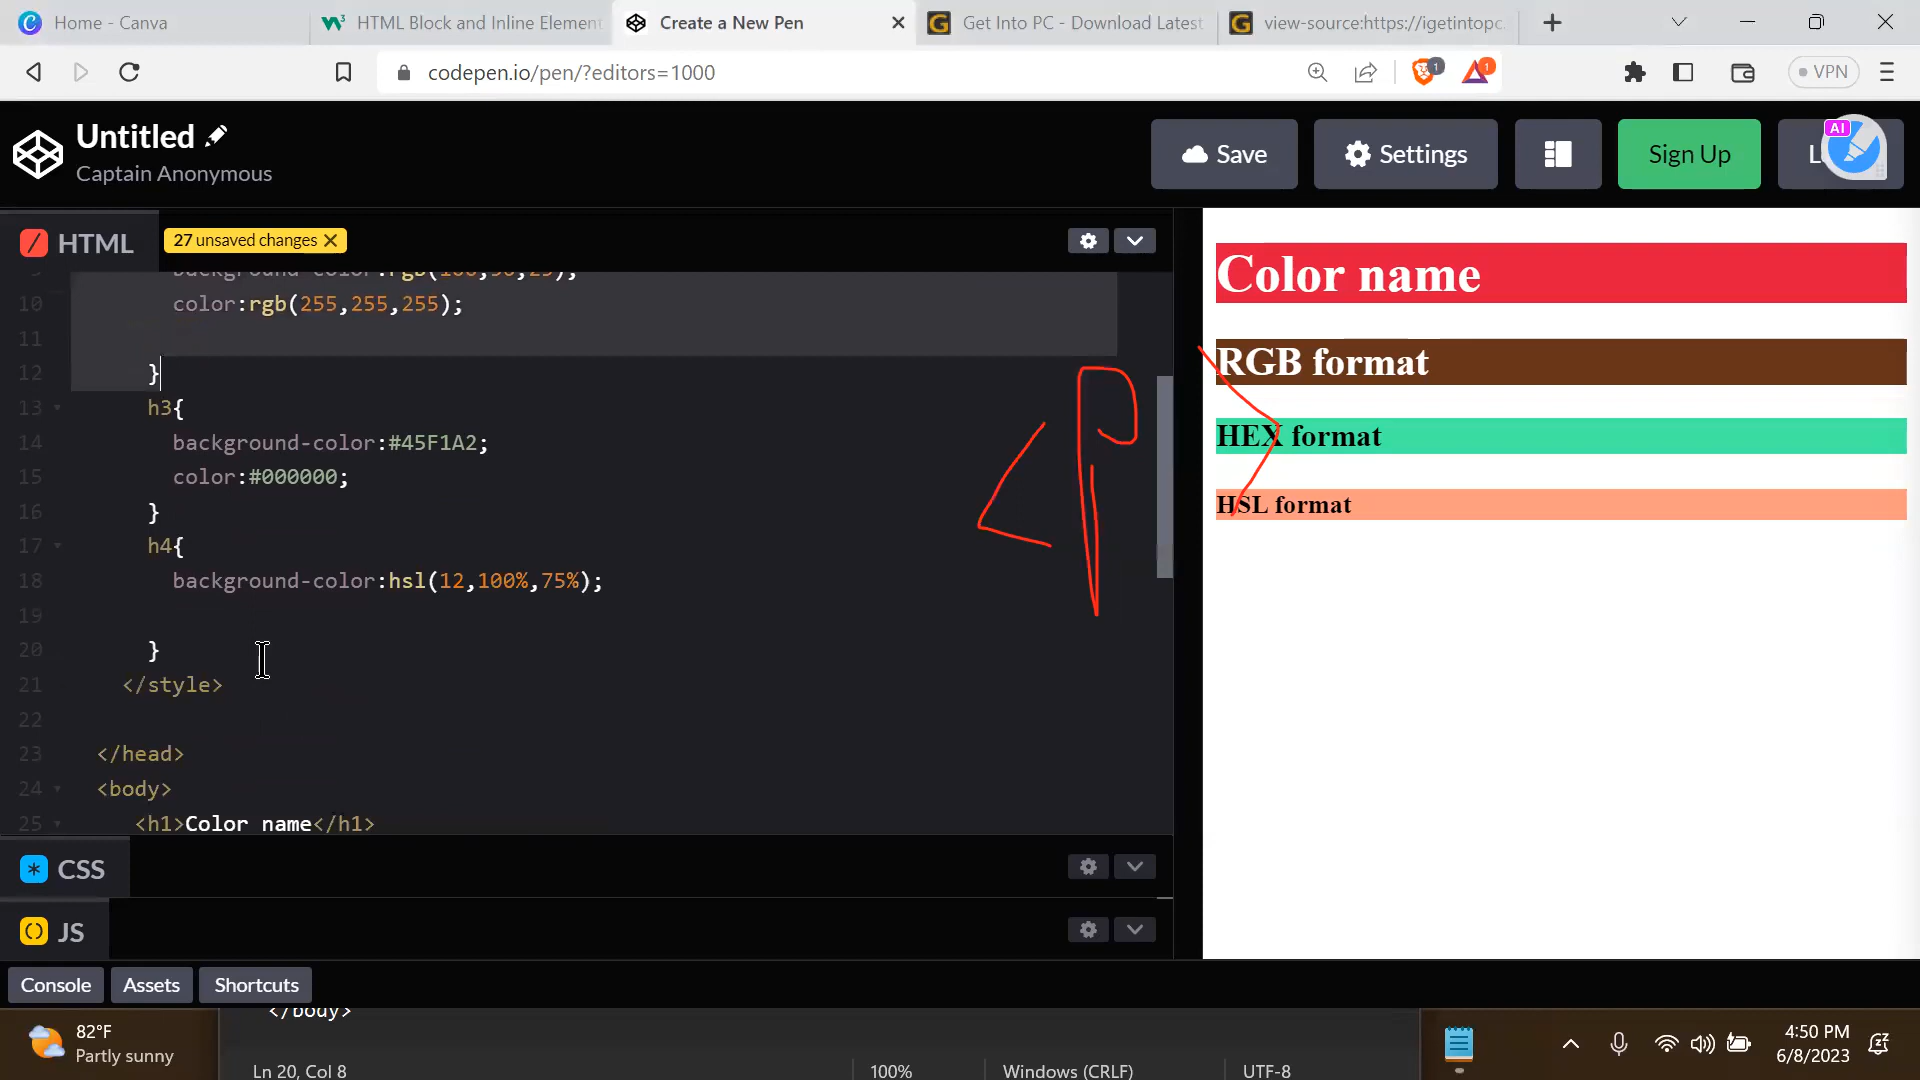 Home - Canva
HTML Block and Inline Element
Create a New Pen
Get Into PC - Download Latest
view-source:https://igetintopc.
codepen.io/pen/?editors=1000
1
1
VPN
Untitled
Captain Anonymous
Save
Settings
Sign Up
AI
HTML
27 unsaved changes
10 color:rgb(255,255,255);
11
12 }
13 h3{
14 background-color:#45F1A2;
15 color:#000000;
16 }
17 h4{
18 background-color:hsl(12,100%,75%);
19
20 }
21 </style>
22
23 </head>
24 <body>
25 <h1>Color name</h1>
Color name
RGB format
HEX format
HSL format
<P>
CSS
JS
Console
Assets
Shortcuts
</body>
82°F
Partly sunny
Ln 20, Col 8
100%
Windows (CRLF)
UTF-8
4:50 PM
6/8/2023